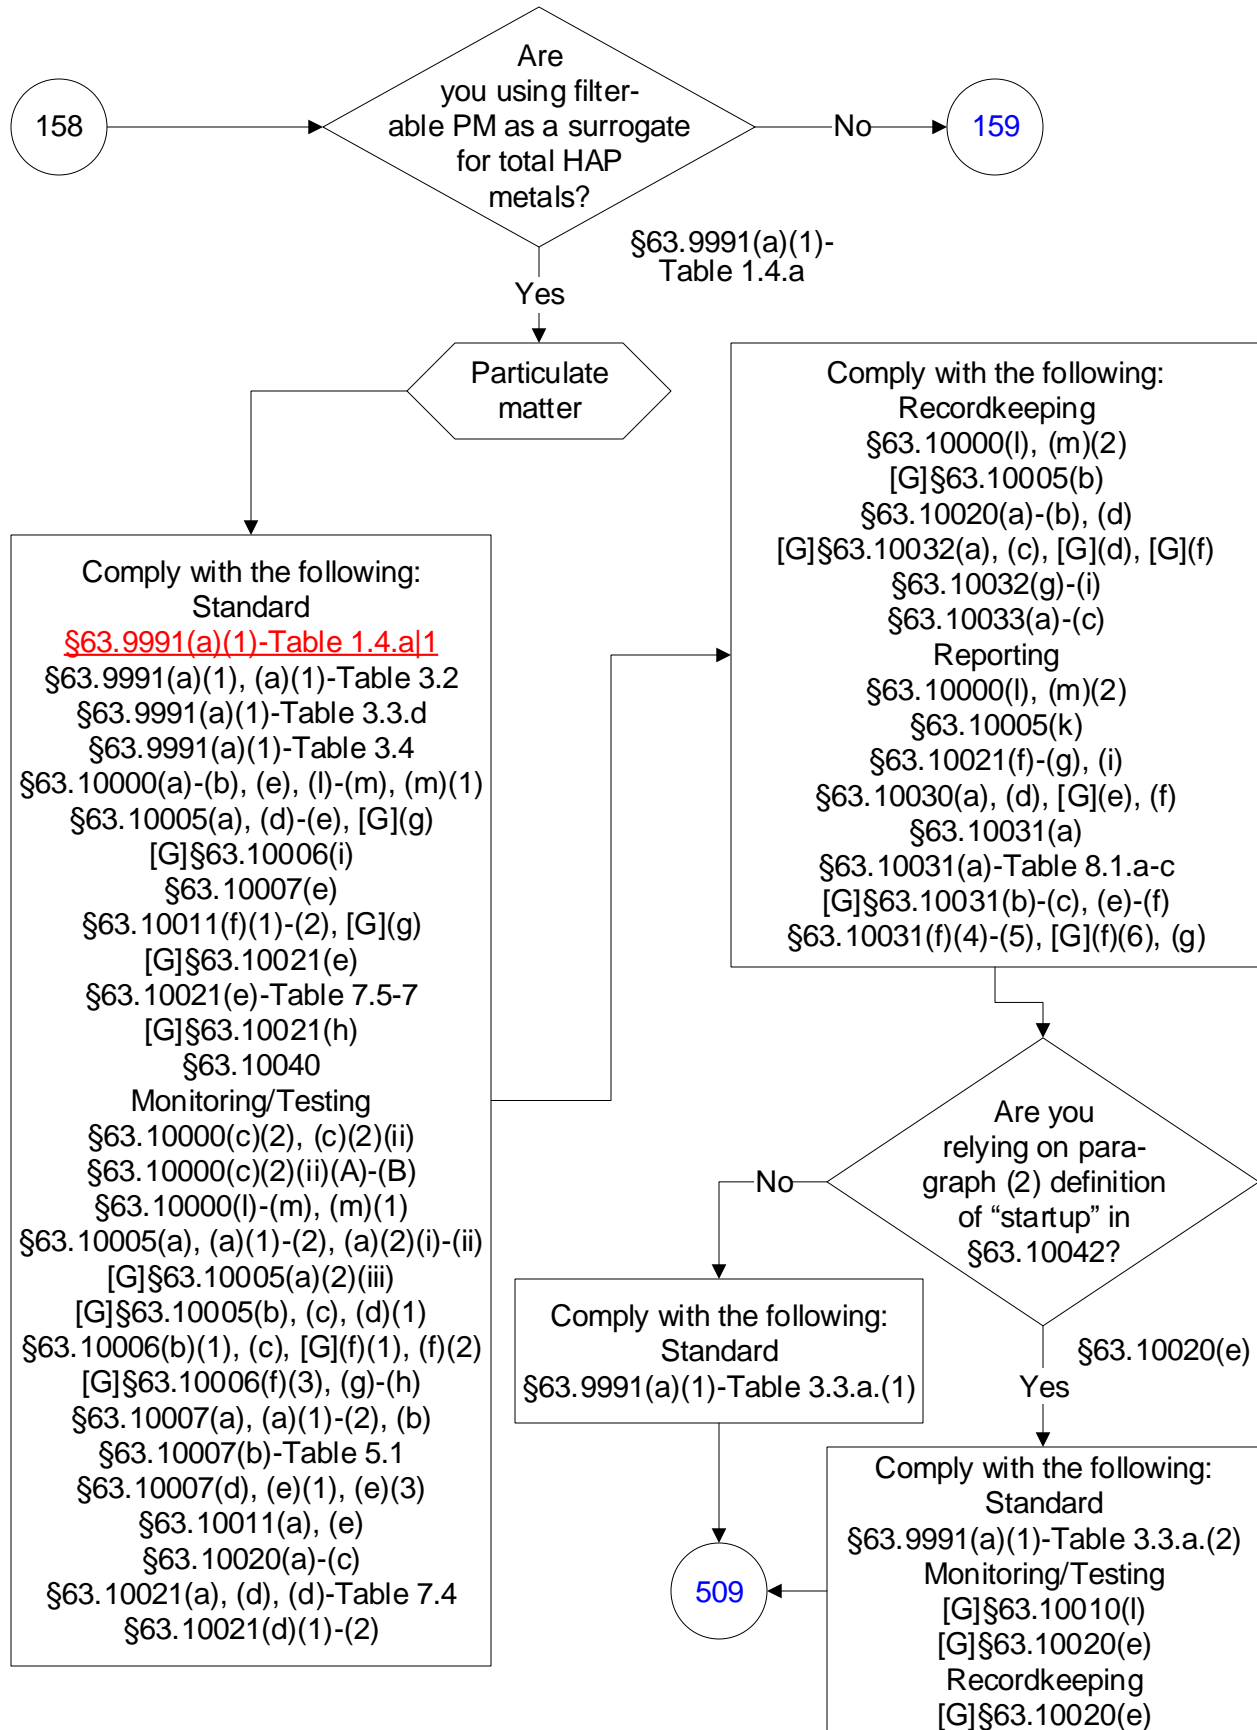 158
Are
you using filter-
able PM as a surrogate
for total HAP
metals?
No
159
§63.9991(a)(1)-
Table 1.4.a
Yes
Particulate
matter
Comply with the following:
Standard
§63.9991(a)(1)-Table 1.4.a|1
§63.9991(a)(1), (a)(1)-Table 3.2
§63.9991(a)(1)-Table 3.3.d
§63.9991(a)(1)-Table 3.4
§63.10000(a)-(b), (e), (l)-(m), (m)(1)
§63.10005(a), (d)-(e), [G](g)
[G]§63.10006(i)
§63.10007(e)
§63.10011(f)(1)-(2), [G](g)
[G]§63.10021(e)
§63.10021(e)-Table 7.5-7
[G]§63.10021(h)
§63.10040
Monitoring/Testing
§63.10000(c)(2), (c)(2)(ii)
§63.10000(c)(2)(ii)(A)-(B)
§63.10000(l)-(m), (m)(1)
§63.10005(a), (a)(1)-(2), (a)(2)(i)-(ii)
[G]§63.10005(a)(2)(iii)
[G]§63.10005(b), (c), (d)(1)
§63.10006(b)(1), (c), [G](f)(1), (f)(2)
[G]§63.10006(f)(3), (g)-(h)
§63.10007(a), (a)(1)-(2), (b)
§63.10007(b)-Table 5.1
§63.10007(d), (e)(1), (e)(3)
§63.10011(a), (e)
§63.10020(a)-(c)
§63.10021(a), (d), (d)-Table 7.4
§63.10021(d)(1)-(2)
Comply with the following:
Recordkeeping
§63.10000(l), (m)(2)
[G]§63.10005(b)
§63.10020(a)-(b), (d)
[G]§63.10032(a), (c), [G](d), [G](f)
§63.10032(g)-(i)
§63.10033(a)-(c)
Reporting
§63.10000(l), (m)(2)
§63.10005(k)
§63.10021(f)-(g), (i)
§63.10030(a), (d), [G](e), (f)
§63.10031(a)
§63.10031(a)-Table 8.1.a-c
[G]§63.10031(b)-(c), (e)-(f)
§63.10031(f)(4)-(5), [G](f)(6), (g)
Are you
relying on para-
graph (2) definition
of “startup” in
§63.10042?
No
Comply with the following:
Standard
§63.9991(a)(1)-Table 3.3.a.(1)
§63.10020(e)
Yes
Comply with the following:
Standard
§63.9991(a)(1)-Table 3.3.a.(2)
Monitoring/Testing
[G]§63.10010(l)
[G]§63.10020(e)
Recordkeeping
[G]§63.10020(e)
509